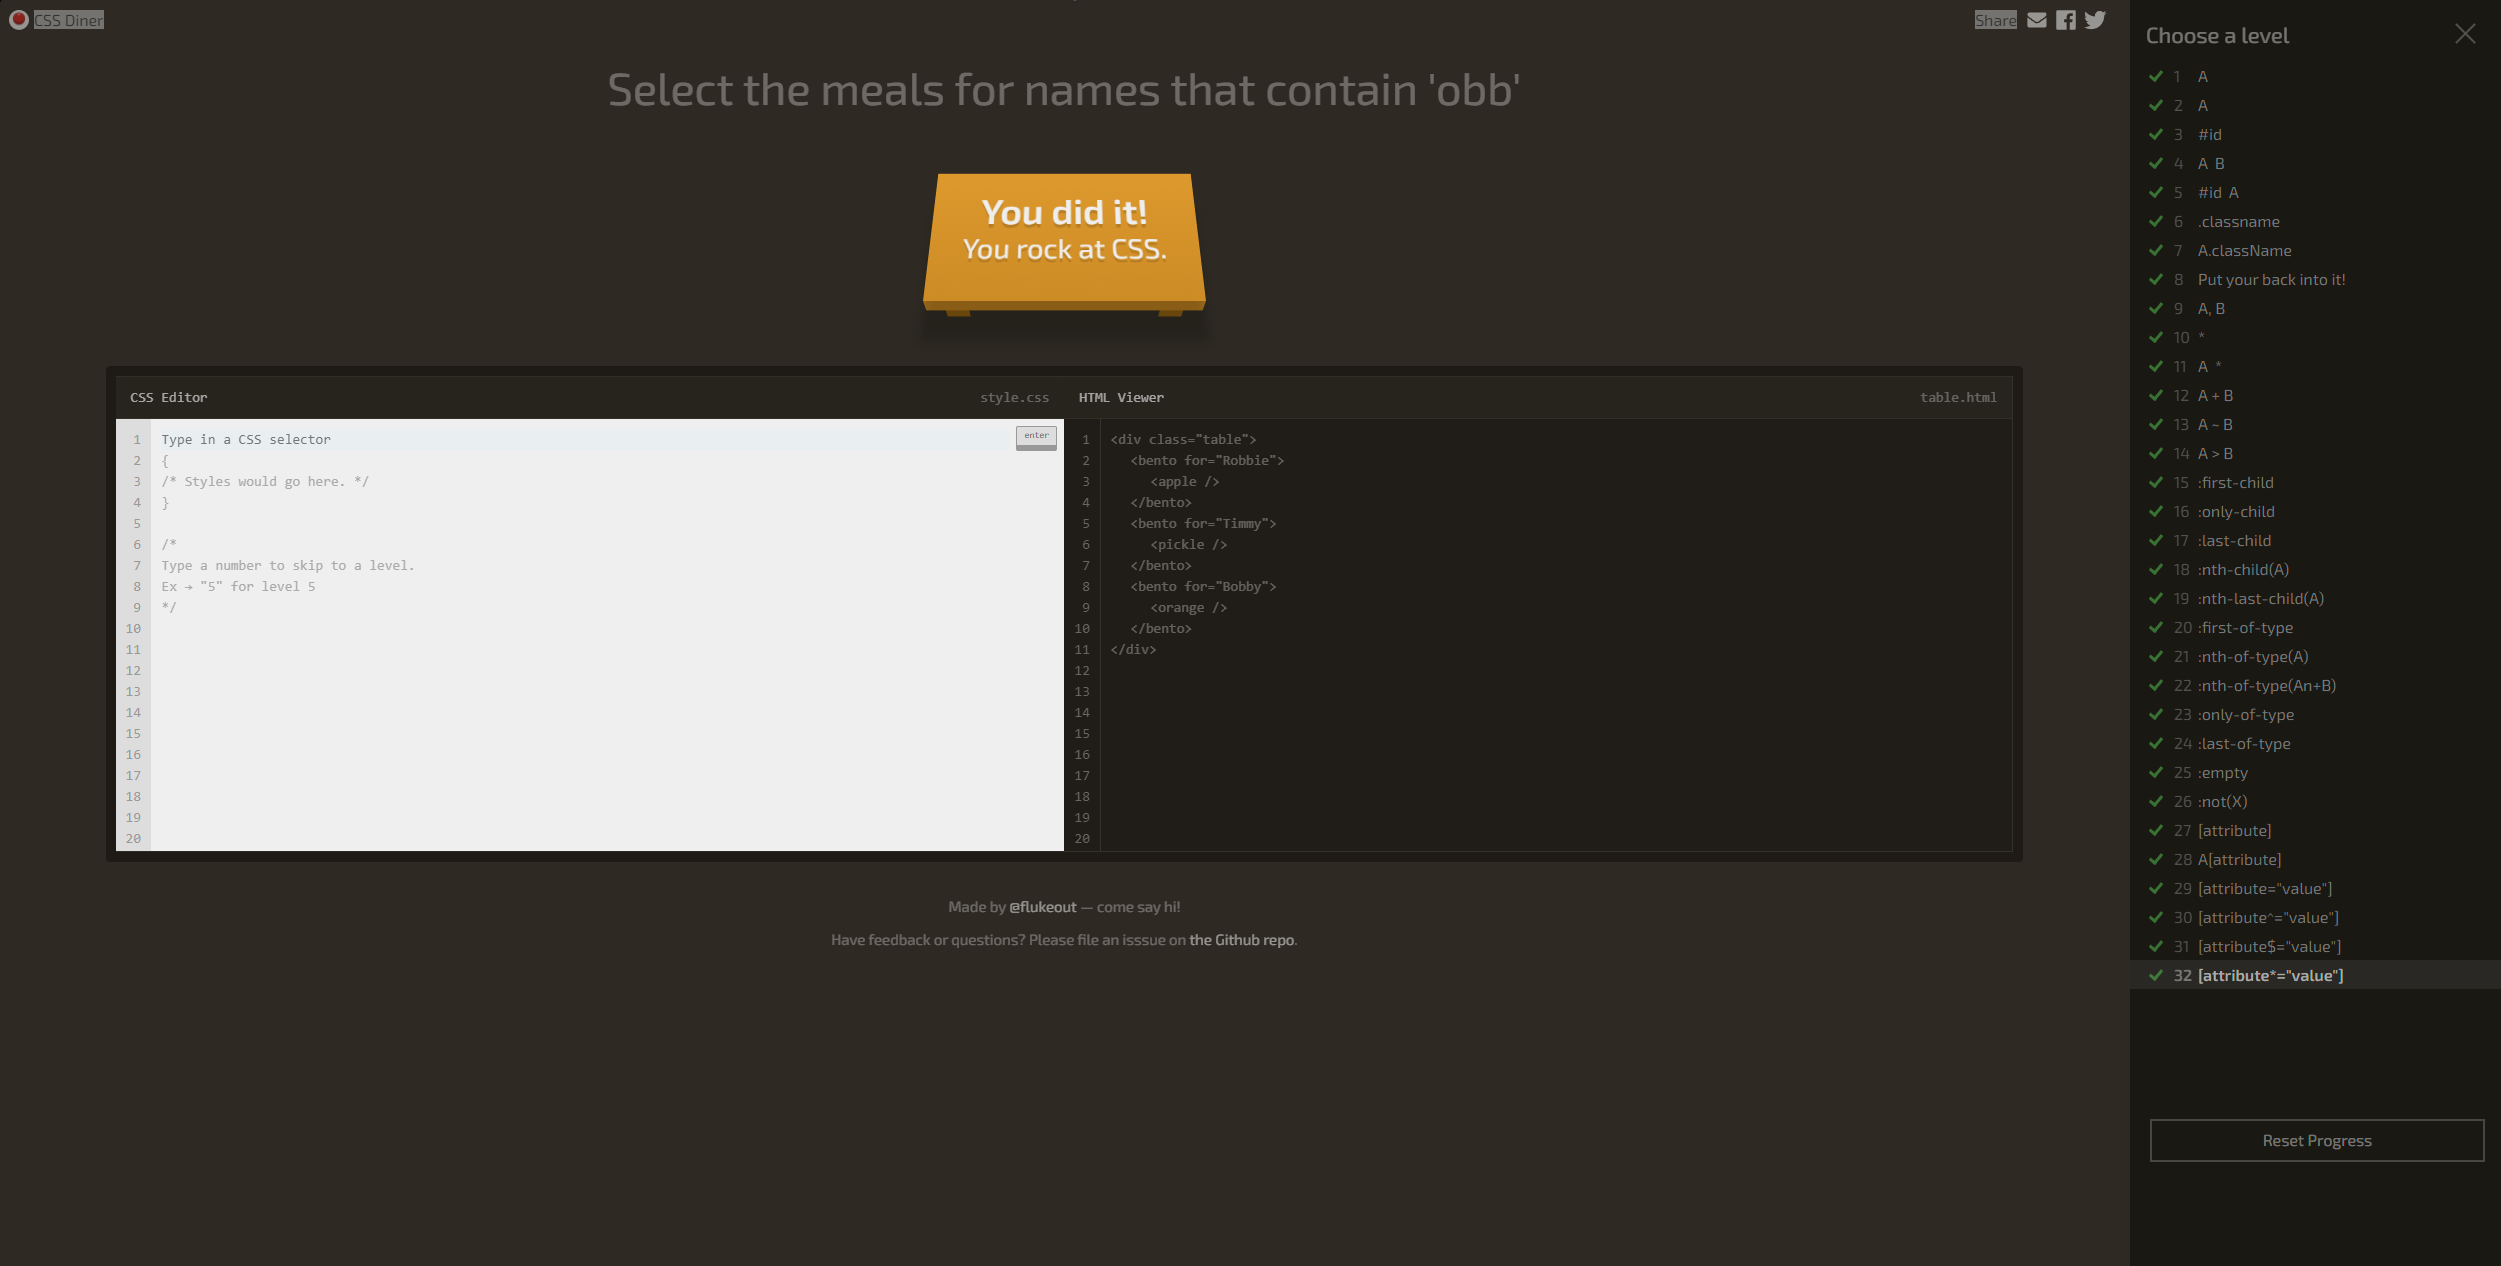 CSS Diner
Share
Select the meals for names that contain 'obb'
You did it!
You rock at CSS.
CSS Editor
style.css
1 Type in a CSS selector
enter
2 {
3 /* Styles would go here. */
4 }
5
6 /*
7 Type a number to skip to a level.
8 Ex → "5" for level 5
9 */
10
11
12
13
14
15
16
17
18
19
20
HTML Viewer
table.html
1 <div class="table">
2 <bento for="Robbie">
3 <apple />
4 </bento>
5 <bento for="Timmy">
6 <pickle />
7 </bento>
8 <bento for="Bobby">
9 <orange />
10 </bento>
11 </div>
12
13
14
15
16
17
18
19
20
Made by @flukeout — come say hi!
Have feedback or questions? Please file an isssue on the Github repo.
Choose a level
1 A
2 A
3 #id
4 A B
5 #id A
6 .classname
7 A.className
8 Put your back into it!
9 A, B
10 *
11 A *
12 A + B
13 A ~ B
14 A > B
15 :first-child
16 :only-child
17 :last-child
18 :nth-child(A)
19 :nth-last-child(A)
20 :first-of-type
21 :nth-of-type(A)
22 :nth-of-type(An+B)
23 :only-of-type
24 :last-of-type
25 :empty
26 :not(X)
27 [attribute]
28 A[attribute]
29 [attribute="value"]
30 [attribute^="value"]
31 [attribute$="value"]
32 [attribute*="value"]
Reset Progress